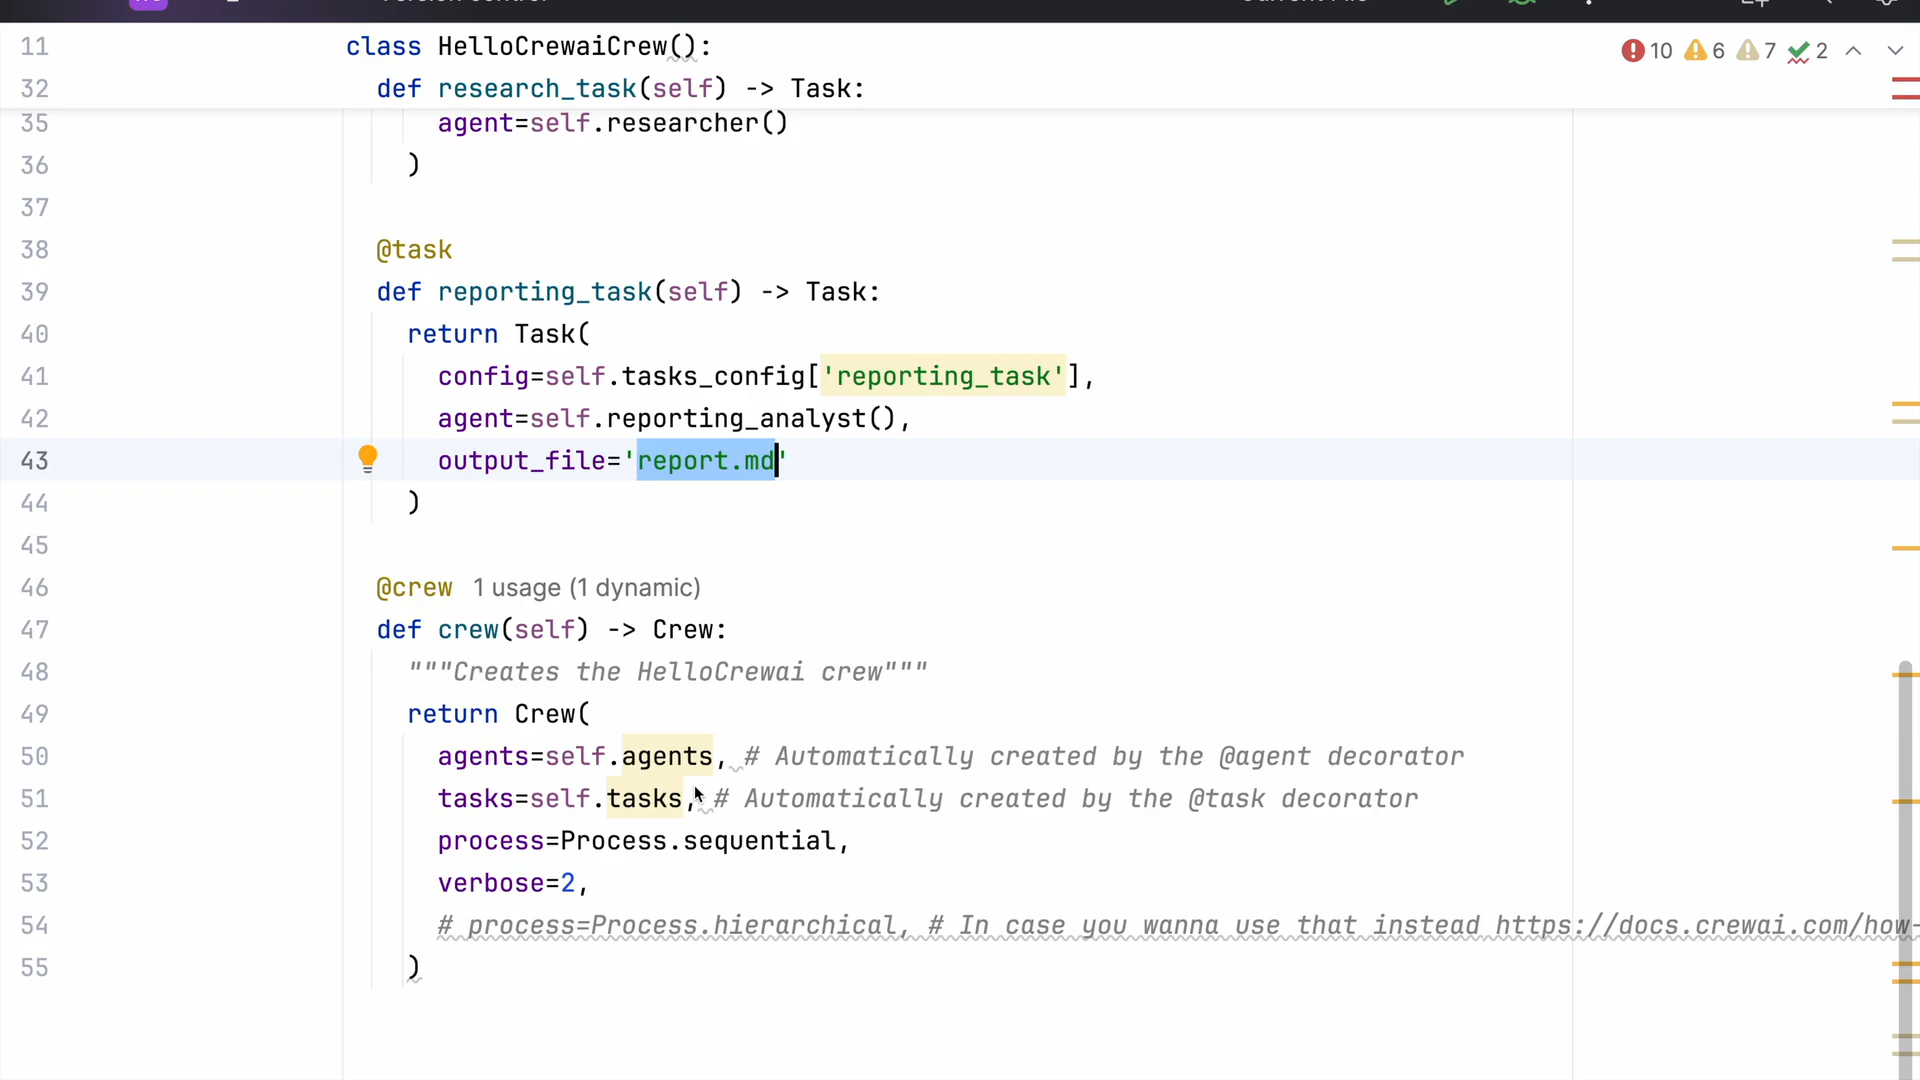 11 class HelloCrewaiCrew():
10 6 7 2
32 def research_task(self) -> Task:
35 agent=self.researcher()
36 )
37
38 @task
39 def reporting_task(self) -> Task:
40 return Task(
41 config=self.tasks_config['reporting_task'],
42 agent=self.reporting_analyst(),
43 output_file='report.md'
44 )
45
46 @crew 1 usage (1 dynamic)
47 def crew(self) -> Crew:
48 """Creates the HelloCrewai crew"""
49 return Crew(
50 agents=self.agents, # Automatically created by the @agent decorator
51 tasks=self.tasks, # Automatically created by the @task decorator
52 process=Process.sequential,
53 verbose=2,
54 # process=Process.hierarchical, # In case you wanna use that instead https://docs.crewai.com/how-
55 )